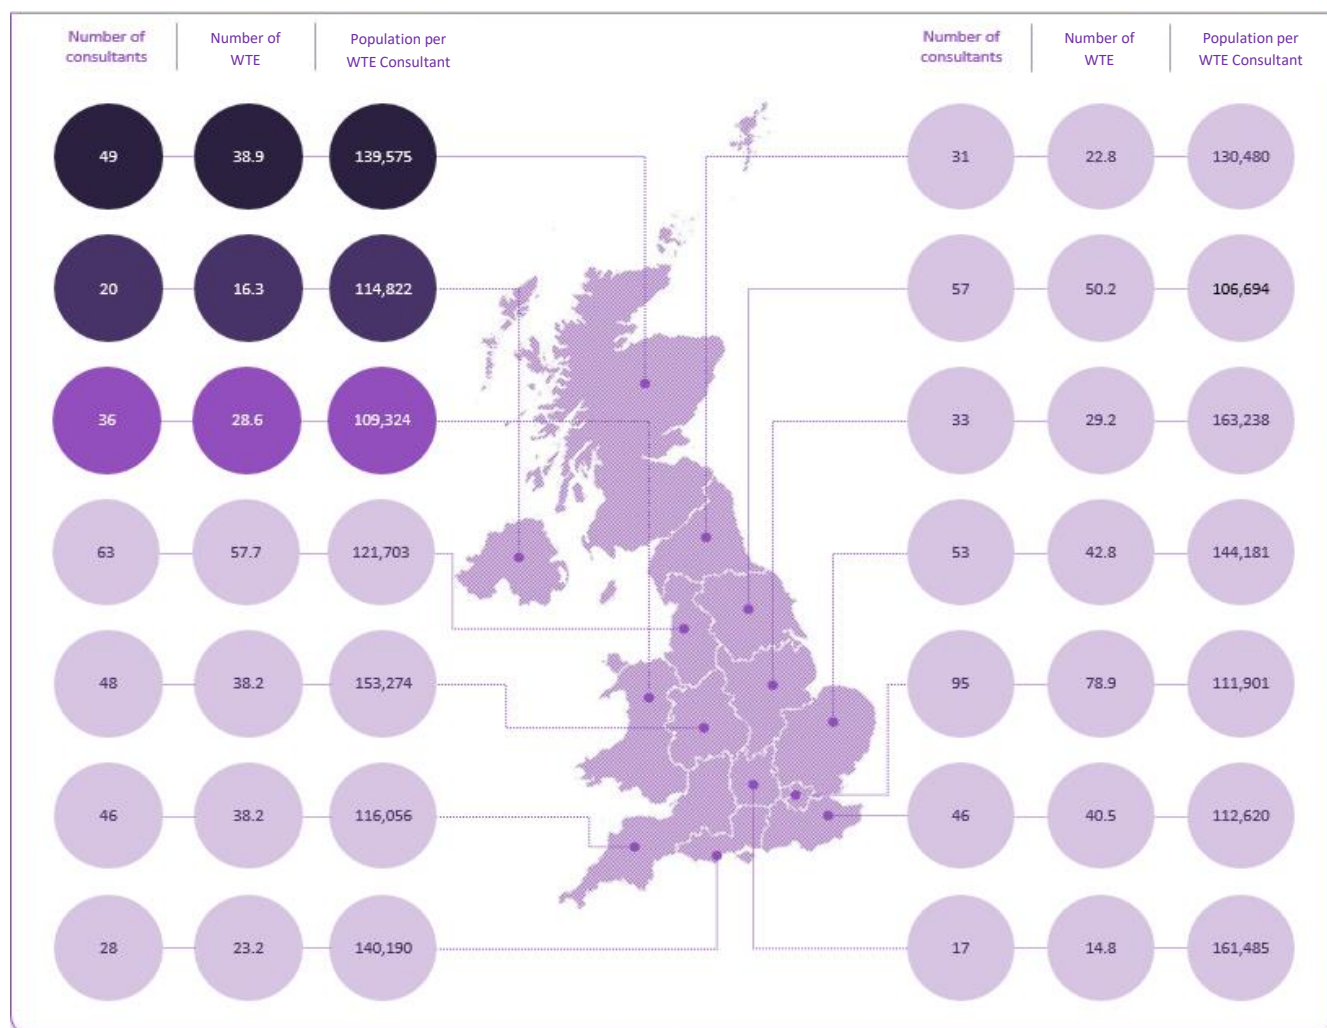 Number of consultants
Number of WTE
Population per WTE Consultant
Number of consultants
Number of WTE
Population per WTE Consultant
49 38.9 139,575
31 22.8 130,480
20 16.3 114,822
57 50.2 106,694
36 28.6 109,324
33 29.2 163,238
63 57.7 121,703
53 42.8 144,181
48 38.2 153,274
95 78.9 111,901
46 38.2 116,056
46 40.5 112,620
28 23.2 140,190
17 14.8 161,485